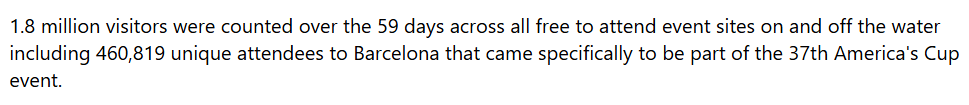 1.8 million visitors were counted over the 59 days across all free to attend event sites on and off the water
including 460,819 unique attendees to Barcelona that came specifically to be part of the 37th America's Cup
event.